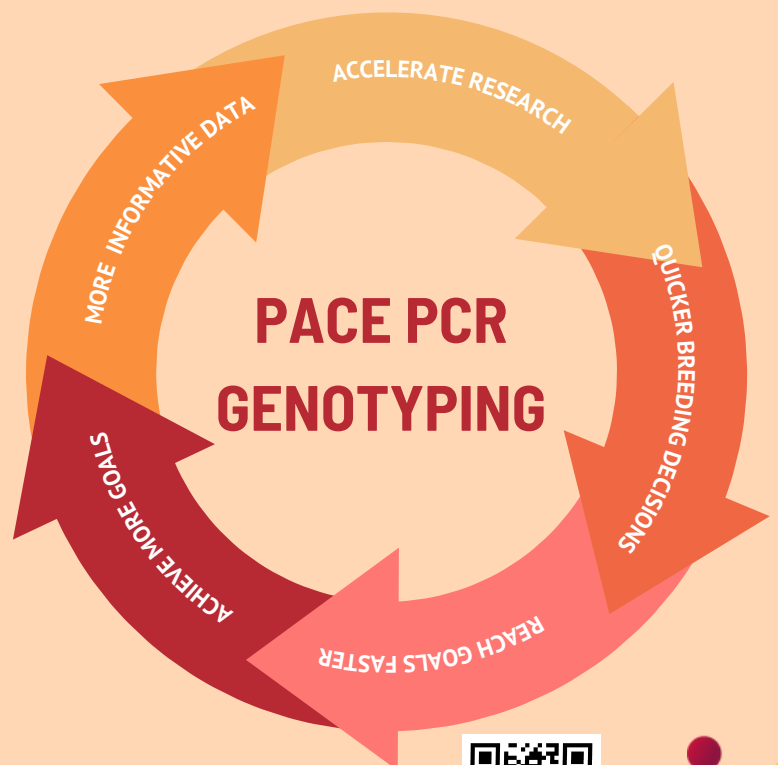 ACCELERATE RESEARCH
QUICKER BREEDING DECISIONS
REACH GOALS FASTER
ACHIEVE MORE GOALS
MORE INFORMATIVE DATA
PACE PCR
GENOTYPING